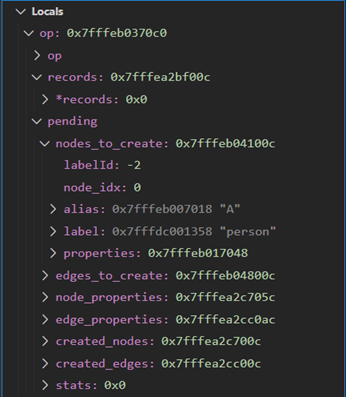 Locals
op: 0x7fffeb0370c0
op
records: 0x7fffea2bf00c
*records: 0x0
pending
nodes_to_create: 0x7fffeb04100c
labelId: -2
node_idx: 0
alias: 0x7fffeb007018 "A"
label: 0x7fffdc001358 "person"
properties: 0x7fffeb017048
edges_to_create: 0x7fffeb04800c
node_properties: 0x7fffea2c705c
edge_properties: 0x7fffea2cc0ac
created_nodes: 0x7fffea2c700c
created_edges: 0x7fffea2cc00c
stats: 0x0